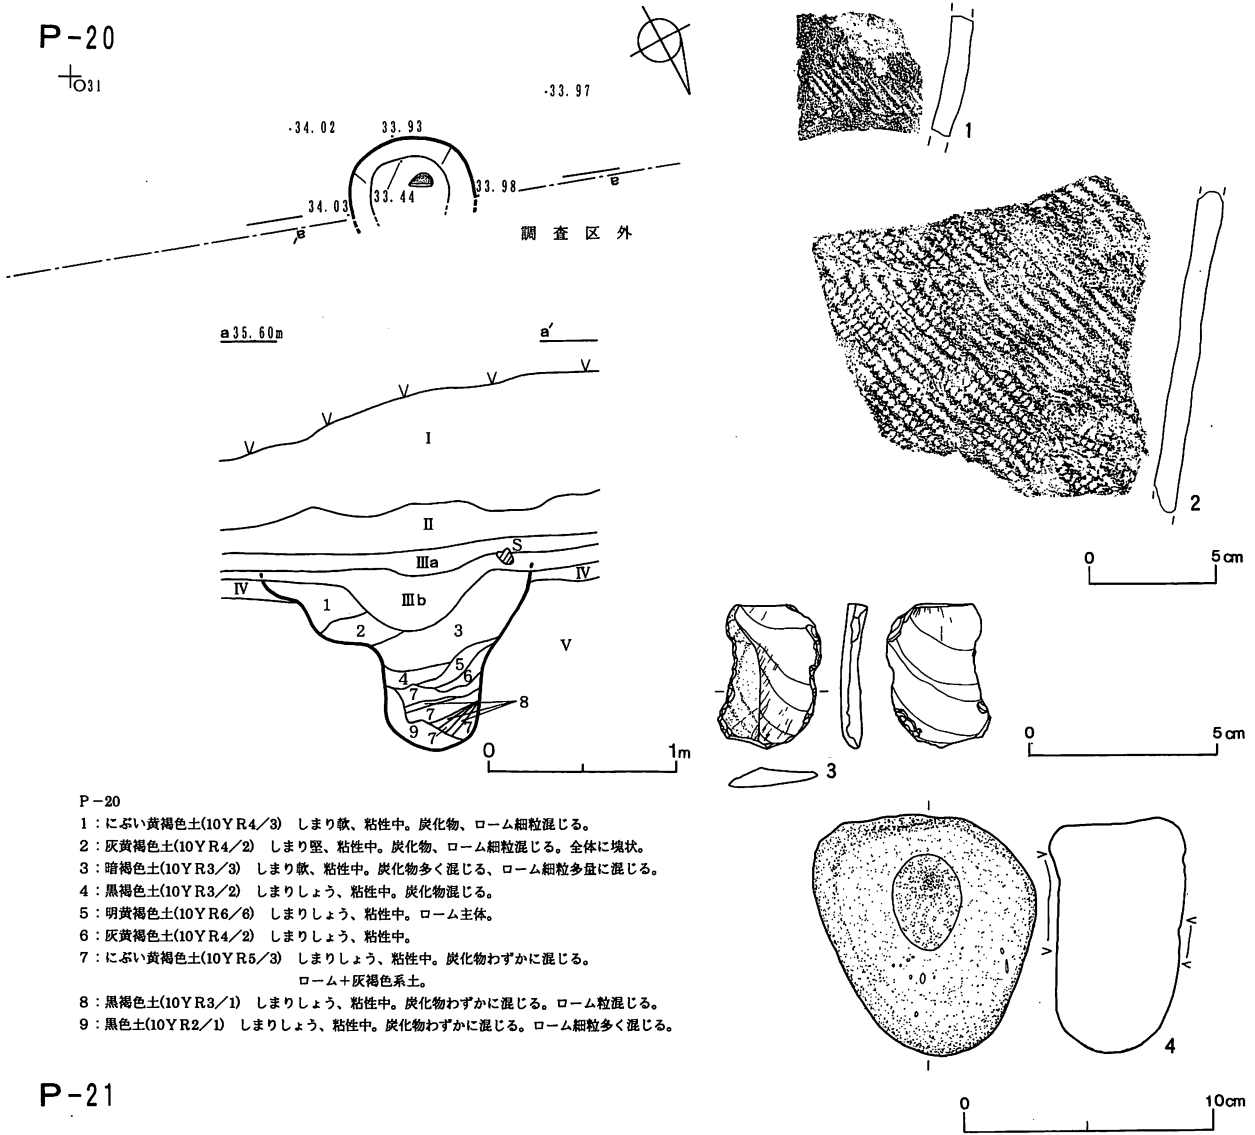 P-20
O31
.33.97
.34.02
33.93
33.98
33.44
34.03
a
a′
調査区外
a 35.60m
a′
I
II
S
IIIa
IV
IV
IIIb
1
2
3
V
5
4
6
7
8
7
9
7
7
0 1m
1
2
0 5cm
3
0 5cm
4
0 10cm
P-20
1：にぶい黄褐色土(10YR4／3) しまり軟、粘性中。炭化物、ローム細粒混じる。
2：灰黄褐色土(10YR4／2) しまり堅、粘性中。炭化物、ローム細粒混じる。全体に塊状。
3：暗褐色土(10YR3／3) しまり軟、粘性中。炭化物多く混じる、ローム細粒多量に混じる。
4：黒褐色土(10YR3／2) しまりしょう、粘性中。炭化物混じる。
5：明黄褐色土(10YR6／6) しまりしょう、粘性中。ローム主体。
6：灰黄褐色土(10YR4／2) しまりしょう、粘性中。
7：にぶい黄褐色土(10YR5／3) しまりしょう、粘性中。炭化物わずかに混じる。
ローム＋灰褐色系土。
8：黒褐色土(10YR3／1) しまりしょう、粘性中。炭化物わずかに混じる。ローム粒混じる。
9：黒色土(10YR2／1) しまりしょう、粘性中。炭化物わずかに混じる。ローム細粒多く混じる。
P-21